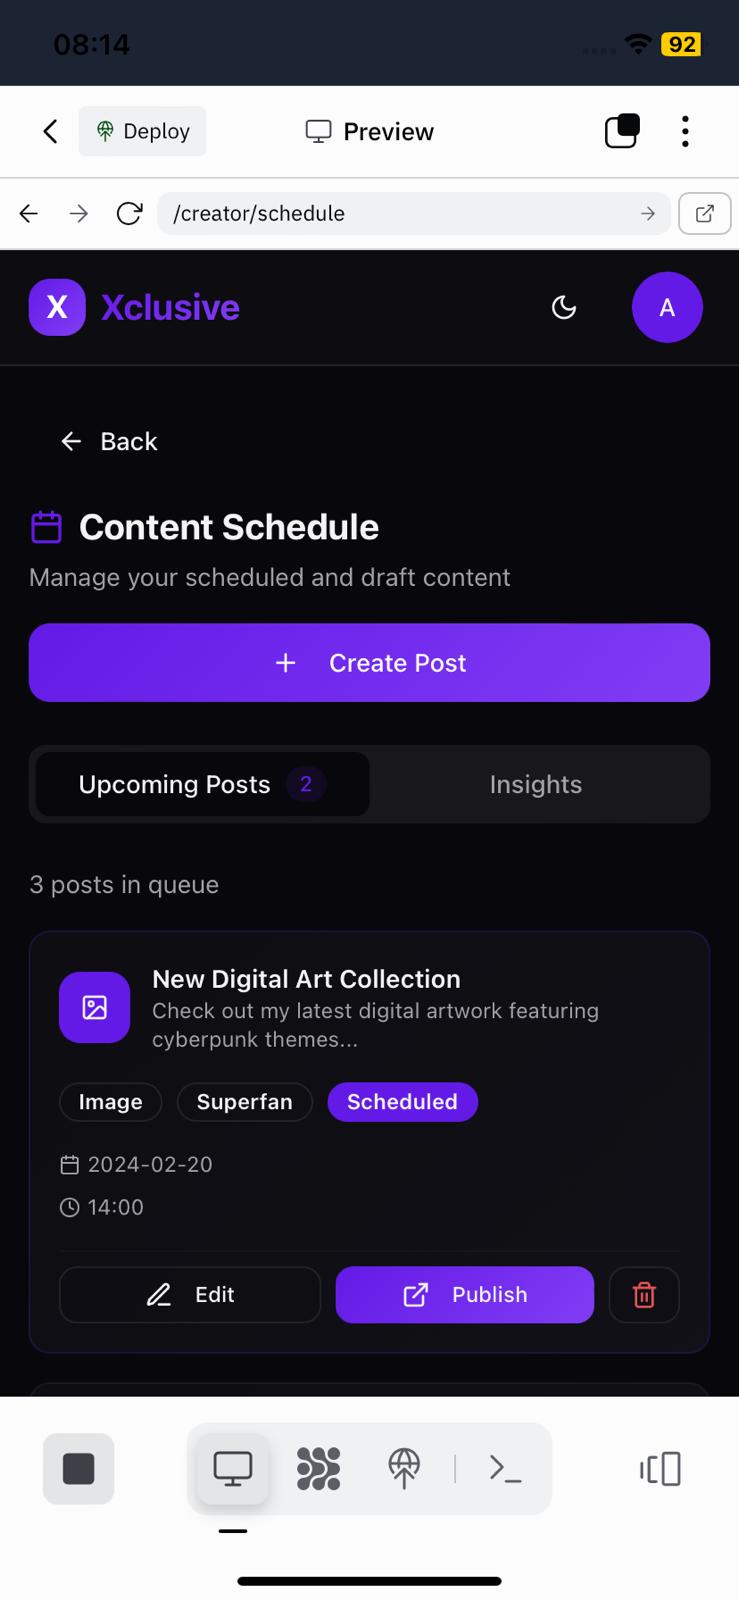 08:14
92
Deploy
Preview
/creator/schedule
X Xclusive
A
Back
Content Schedule
Manage your scheduled and draft content
Create Post
Upcoming Posts 2
Insights
3 posts in queue
New Digital Art Collection
Check out my latest digital artwork featuring
cyberpunk themes...
Image
Superfan
Scheduled
2024-02-20
14:00
Edit
Publish